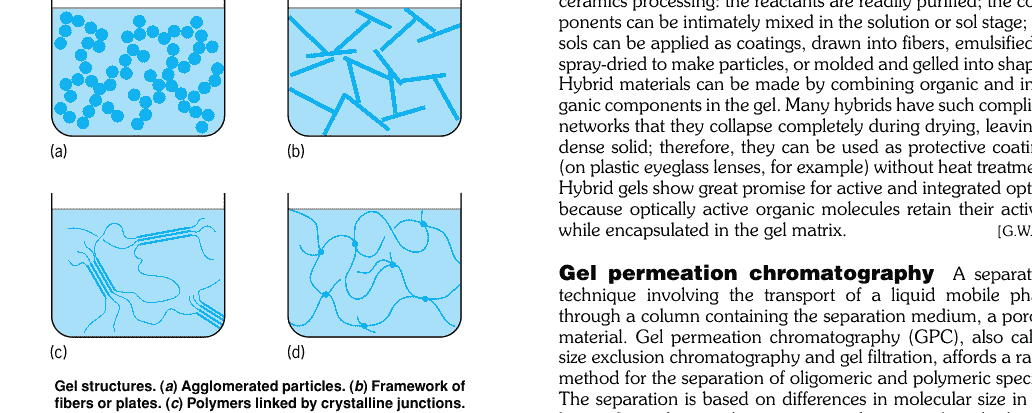 (a)
(b)
(c)
(d)
Gel structures. (a) Agglomerated particles. (b) Framework of
fibers or plates. (c) Polymers linked by crystalline junctions.
ceramics processing: the reactants are readily purified; the co
ponents can be intimately mixed in the solution or sol stage;
sols can be applied as coatings, drawn into fibers, emulsified
spray-dried to make particles, or molded and gelled into shap
Hybrid materials can be made by combining organic and in
ganic components in the gel. Many hybrids have such compli
networks that they collapse completely during drying, leavin
dense solid; therefore, they can be used as protective coati
(on plastic eyeglass lenses, for example) without heat treatme
Hybrid gels show great promise for active and integrated opt
because optically active organic molecules retain their activ
while encapsulated in the gel matrix. [G.W.
Gel permeation chromatography A separat
technique involving the transport of a liquid mobile pha
through a column containing the separation medium, a poro
material. Gel permeation chromatography (GPC), also cal
size exclusion chromatography and gel filtration, affords a ra
method for the separation of oligomeric and polymeric speci
The separation is based on differences in molecular size in